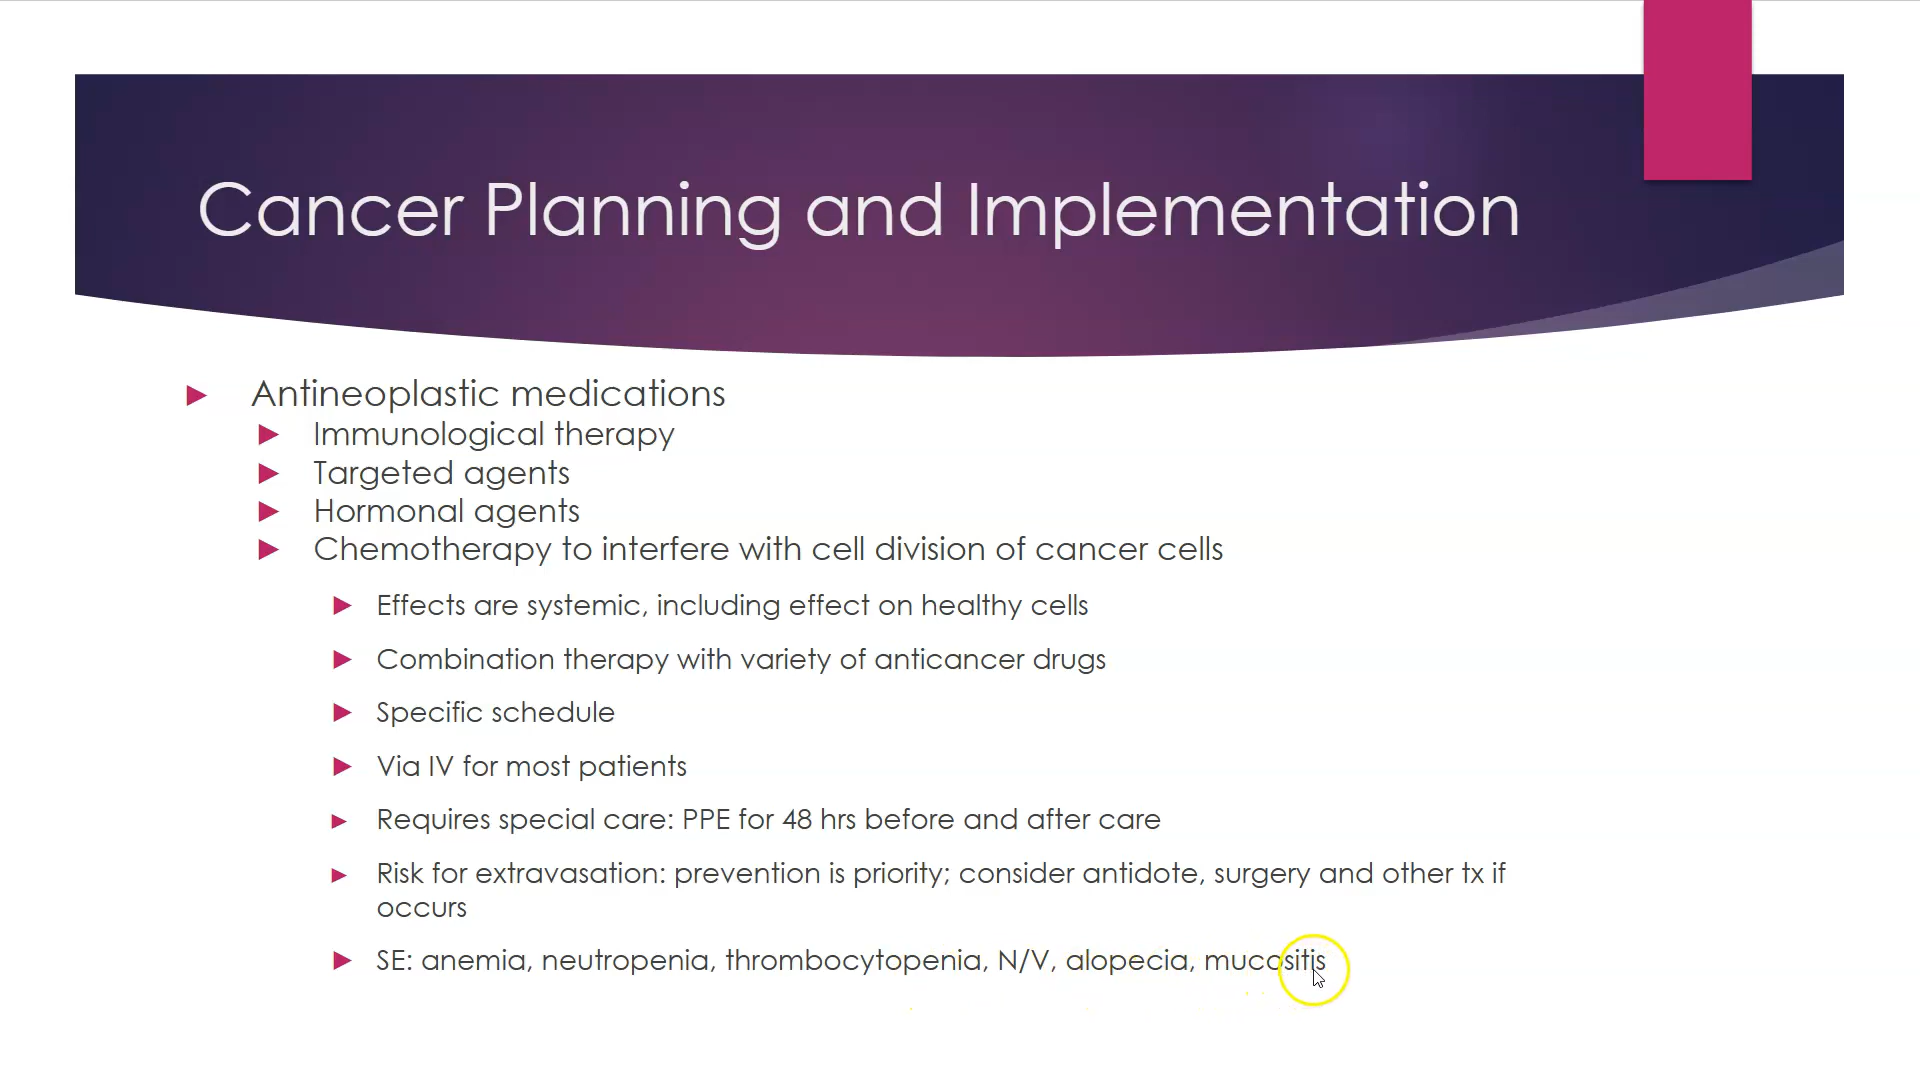 Cancer Planning and Implementation
Antineoplastic medications
Immunological therapy
Targeted agents
Hormonal agents
Chemotherapy to interfere with cell division of cancer cells
Effects are systemic, including effect on healthy cells
Combination therapy with variety of anticancer drugs
Specific schedule
Via IV for most patients
Requires special care: PPE for 48 hrs before and after care
Risk for extravasation: prevention is priority; consider antidote, surgery and other tx if
occurs
SE: anemia, neutropenia, thrombocytopenia, N/V, alopecia, mucositis